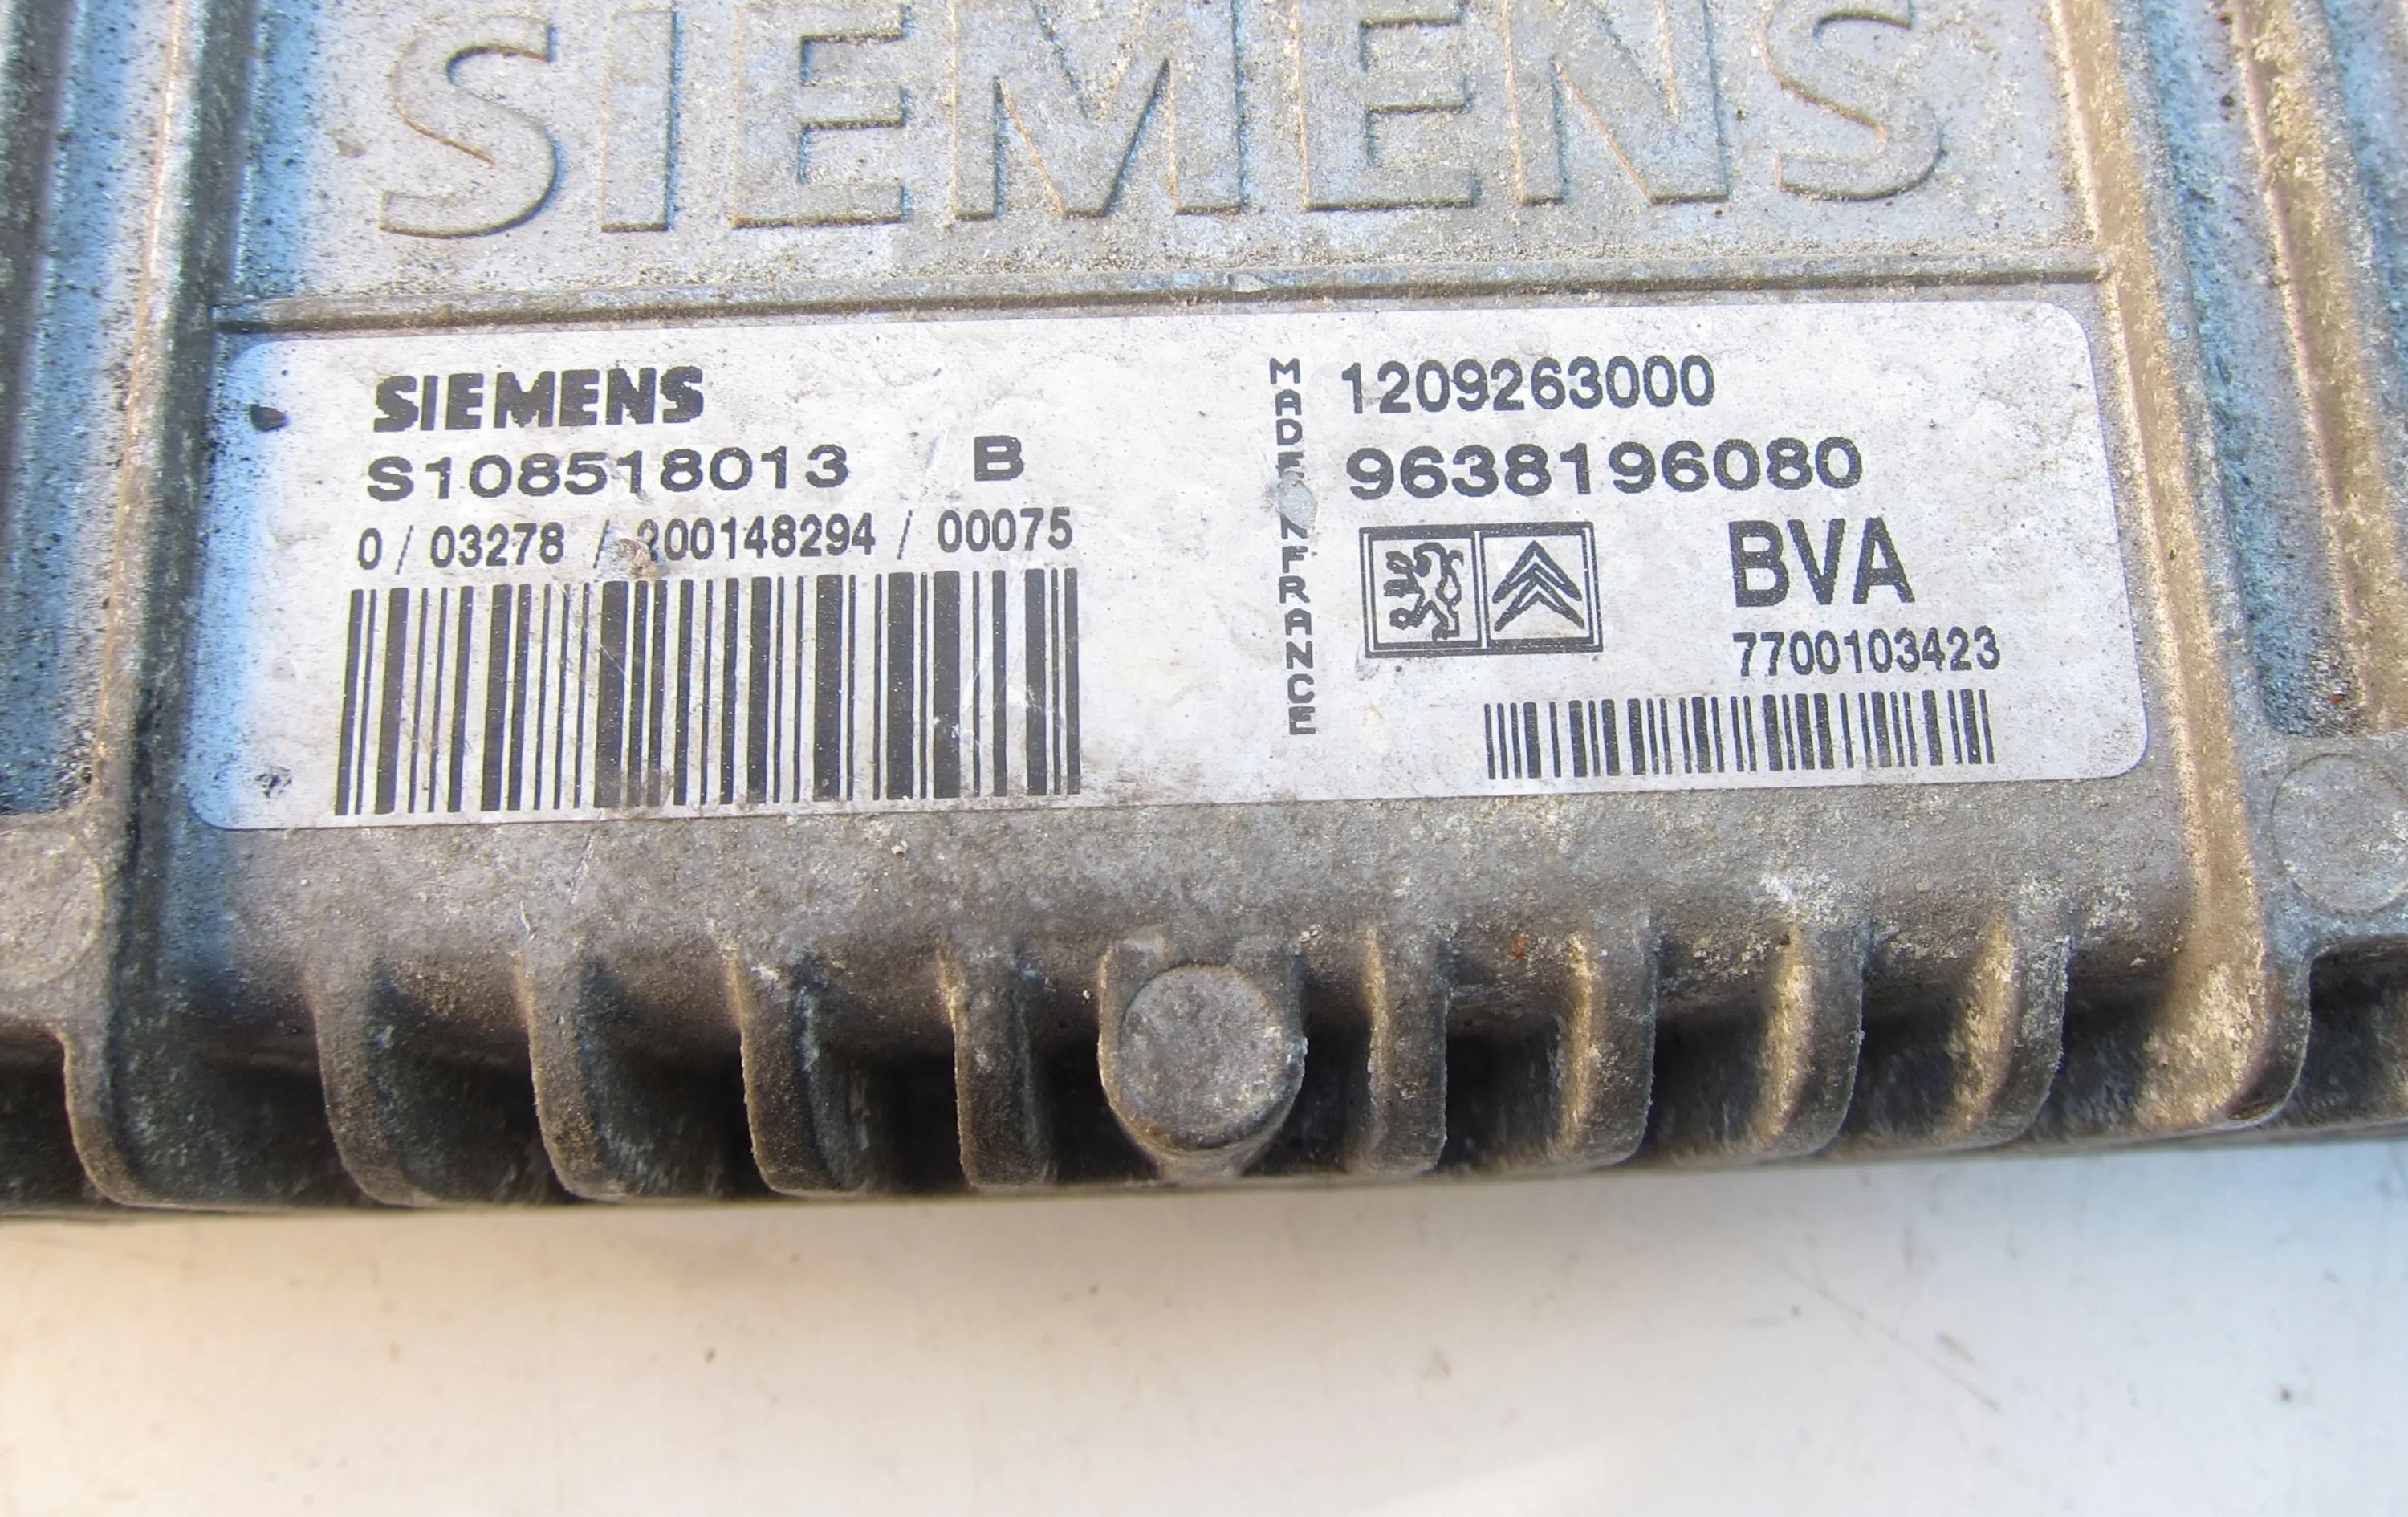 SIEMENS
SIEMENS
S108518013 B
0 / 03278 / 200148294 / 00075
MADE IN FRANCE
1209263000
9638196080
BVA
7700103423